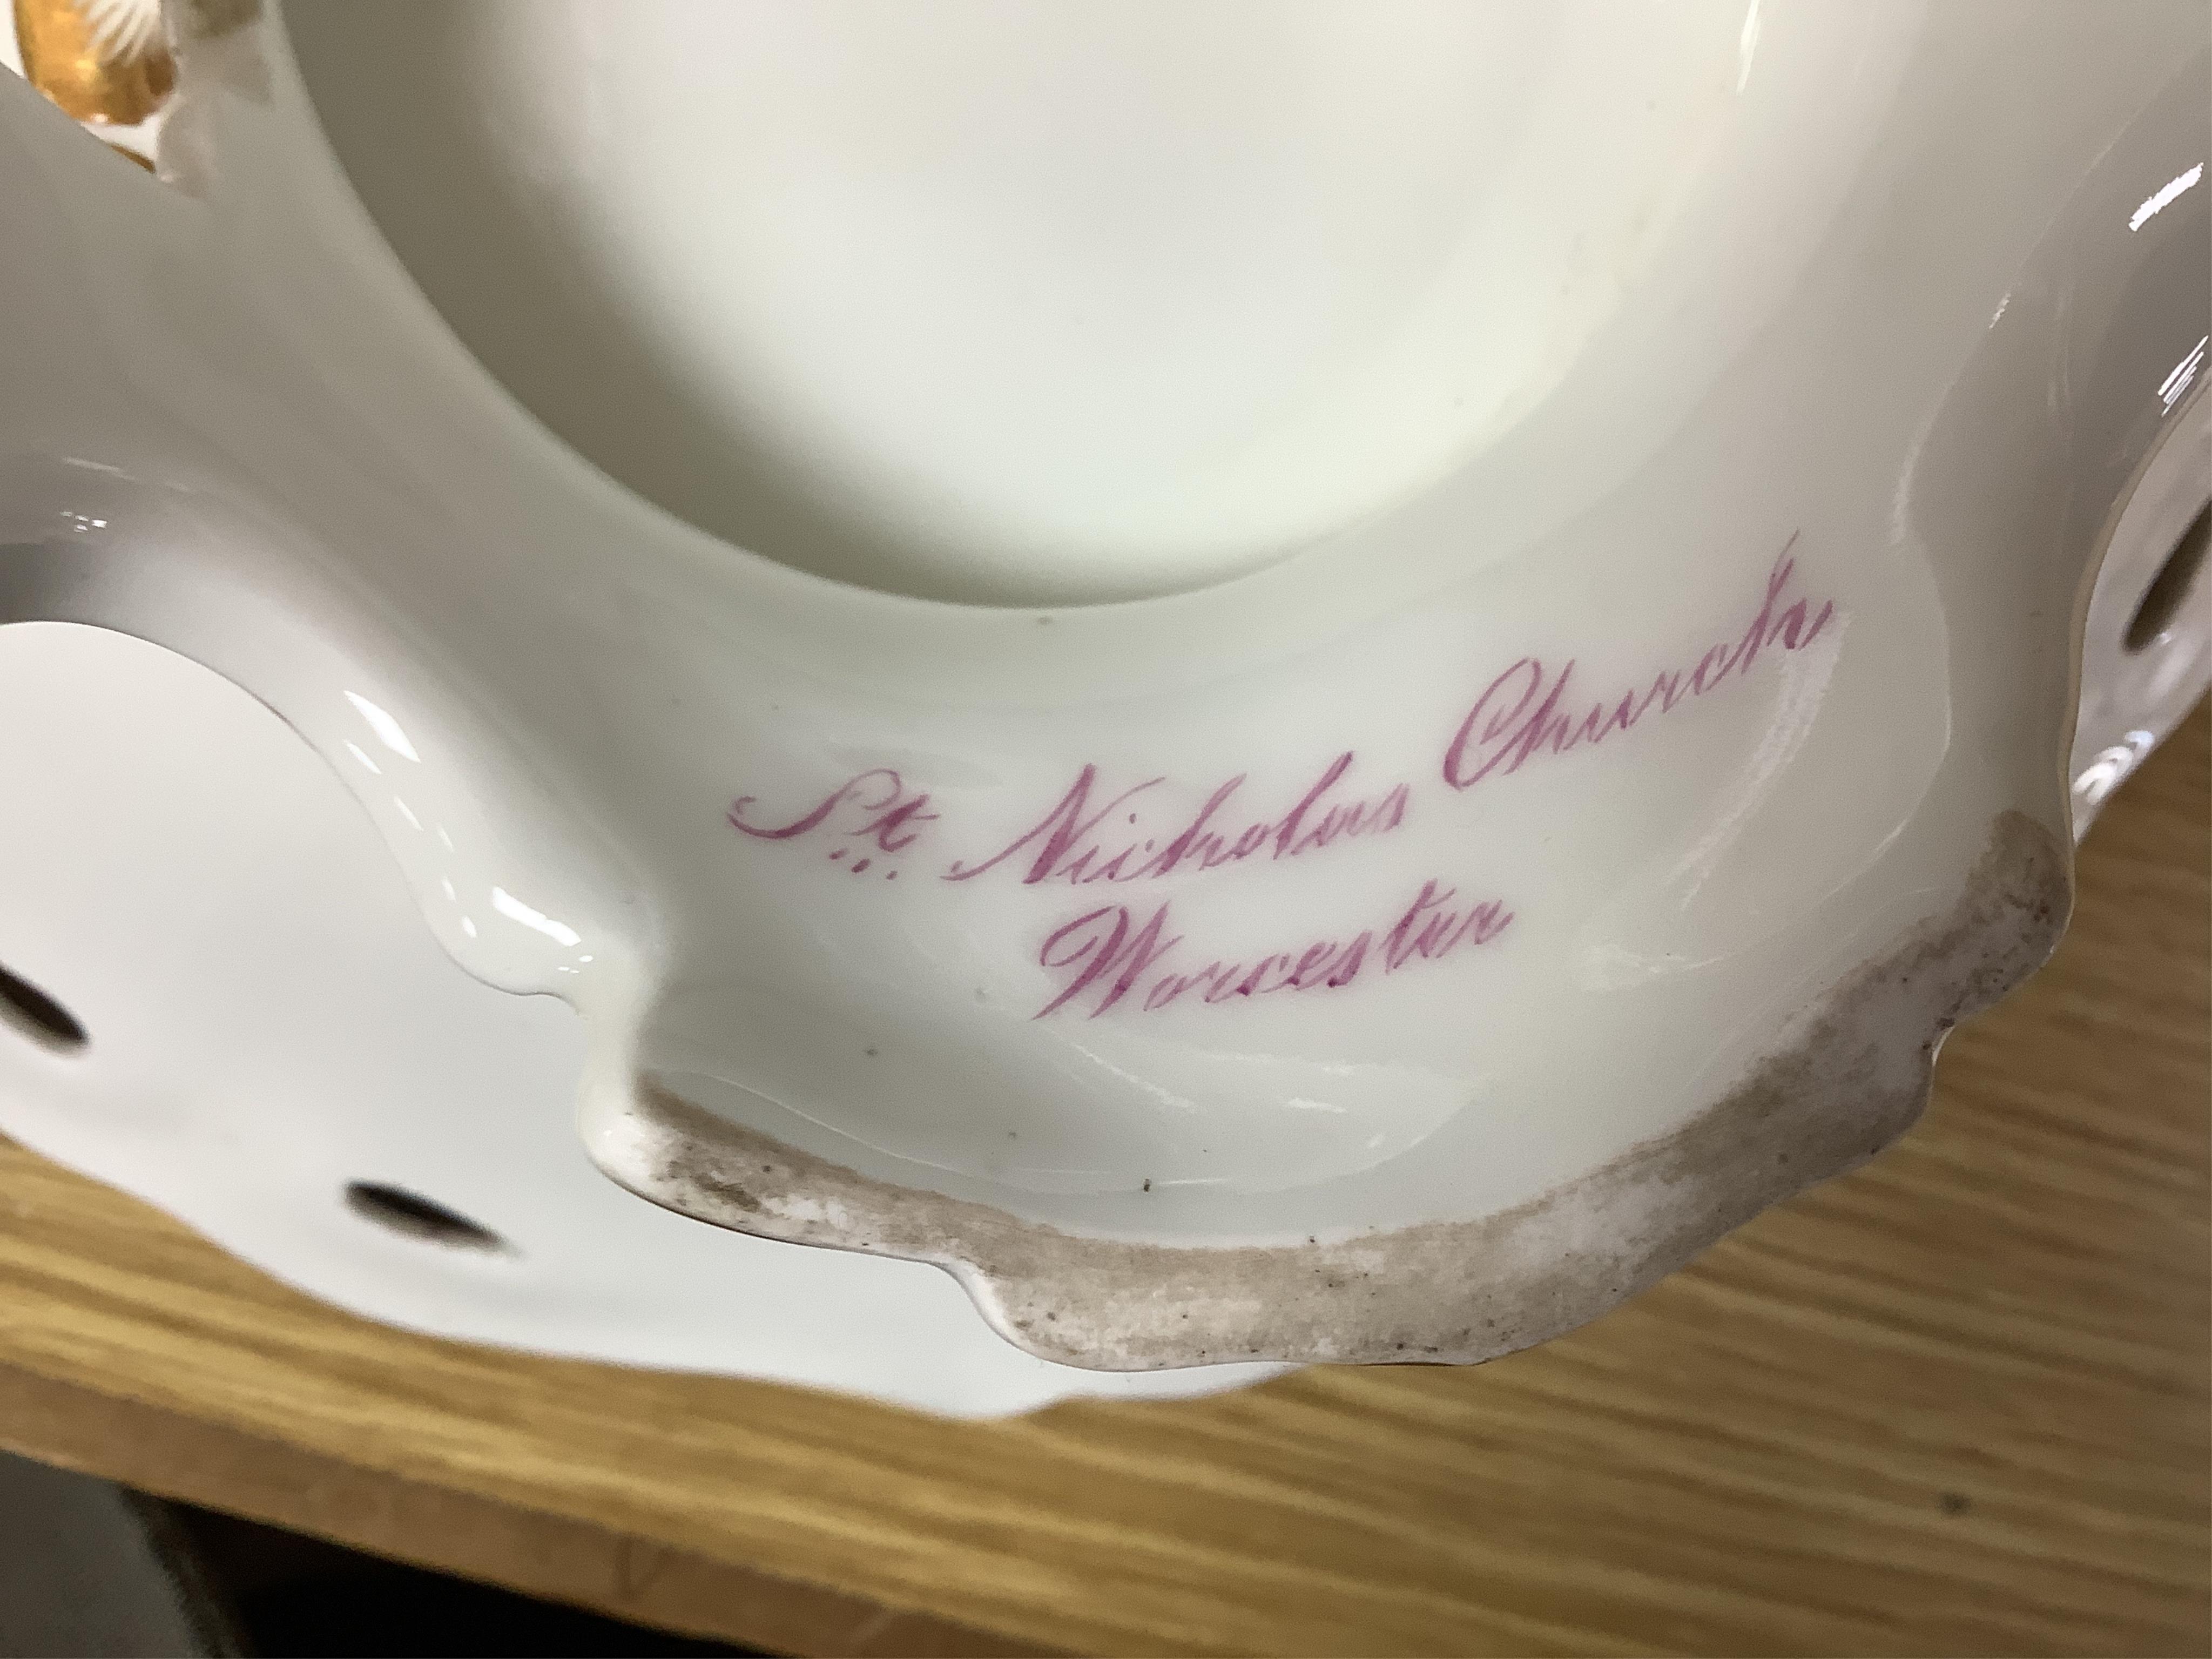 St. Nicholas Church
Worcester